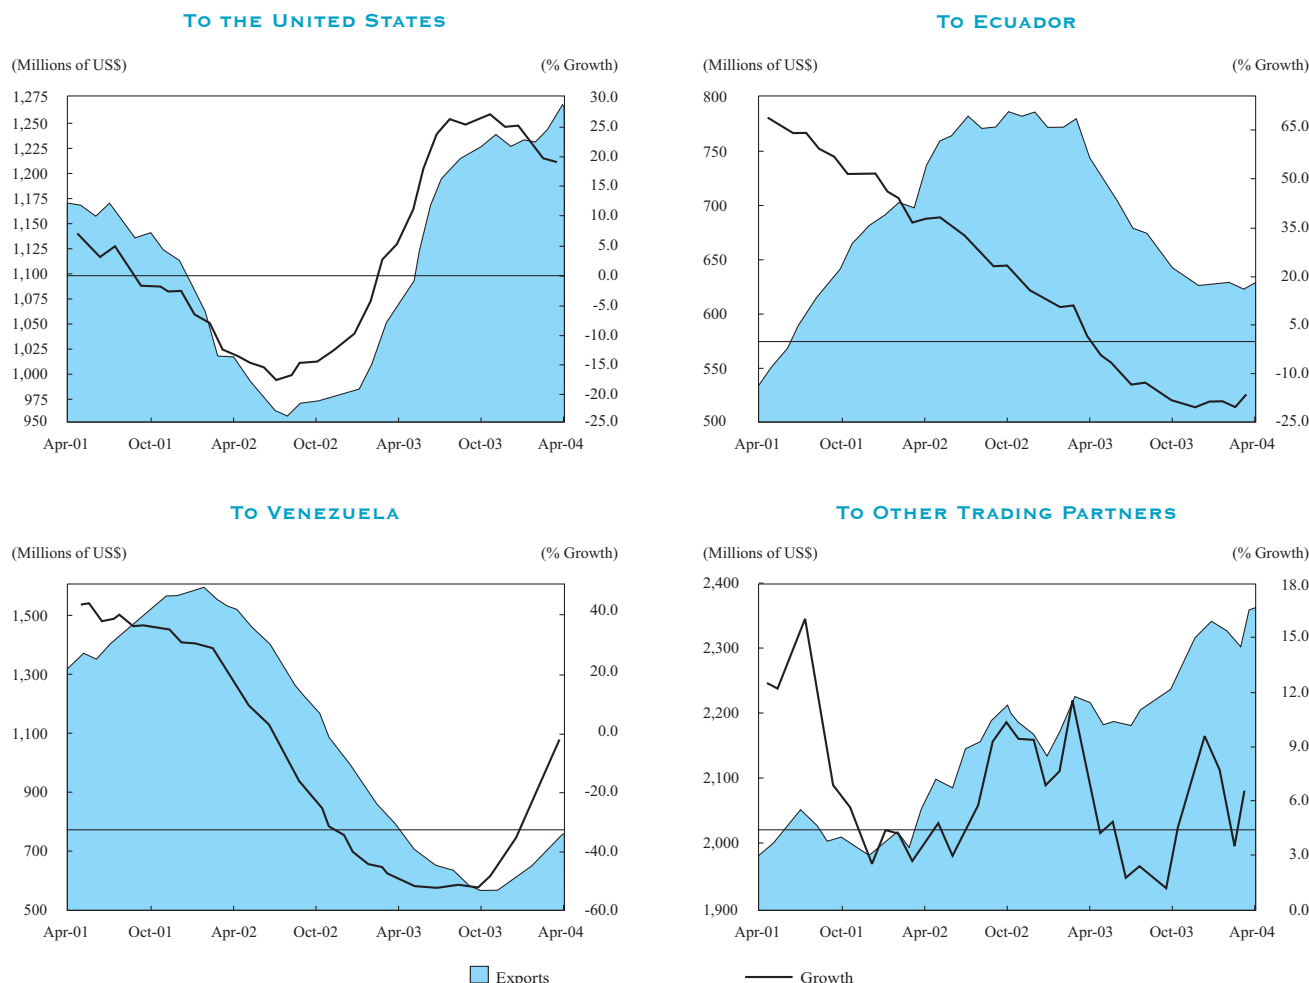 TO THE UNITED STATES
(Millions of US$) (% Growth)
1,275 30.0
1,250 25.0
1,225 20.0
1,200 15.0
1,175 10.0
1,150 5.0
1,125 0.0
1,100 -5.0
1,075 -10.0
1,050 -15.0
1,025 -20.0
1,000 -25.0
975
950
Apr-01 Oct-01 Apr-02 Oct-02 Apr-03 Oct-03 Apr-04
TO ECUADOR
(Millions of US$) (% Growth)
800 65.0
750 50.0
700 35.0
650 20.0
600 5.0
550 -10.0
500 -25.0
Apr-01 Oct-01 Apr-02 Oct-02 Apr-03 Oct-03 Apr-04
TO VENEZUELA
(Millions of US$) (% Growth)
1,500 40.0
1,300 20.0
1,100 0.0
900 -20.0
700 -40.0
500 -60.0
Apr-01 Oct-01 Apr-02 Oct-02 Apr-03 Oct-03 Apr-04
TO OTHER TRADING PARTNERS
(Millions of US$) (% Growth)
2,400 18.0
2,300 15.0
2,200 12.0
2,100 9.0
2,000 6.0
1,900 3.0
0.0
Apr-01 Oct-01 Apr-02 Oct-02 Apr-03 Oct-03 Apr-04
Exports Growth